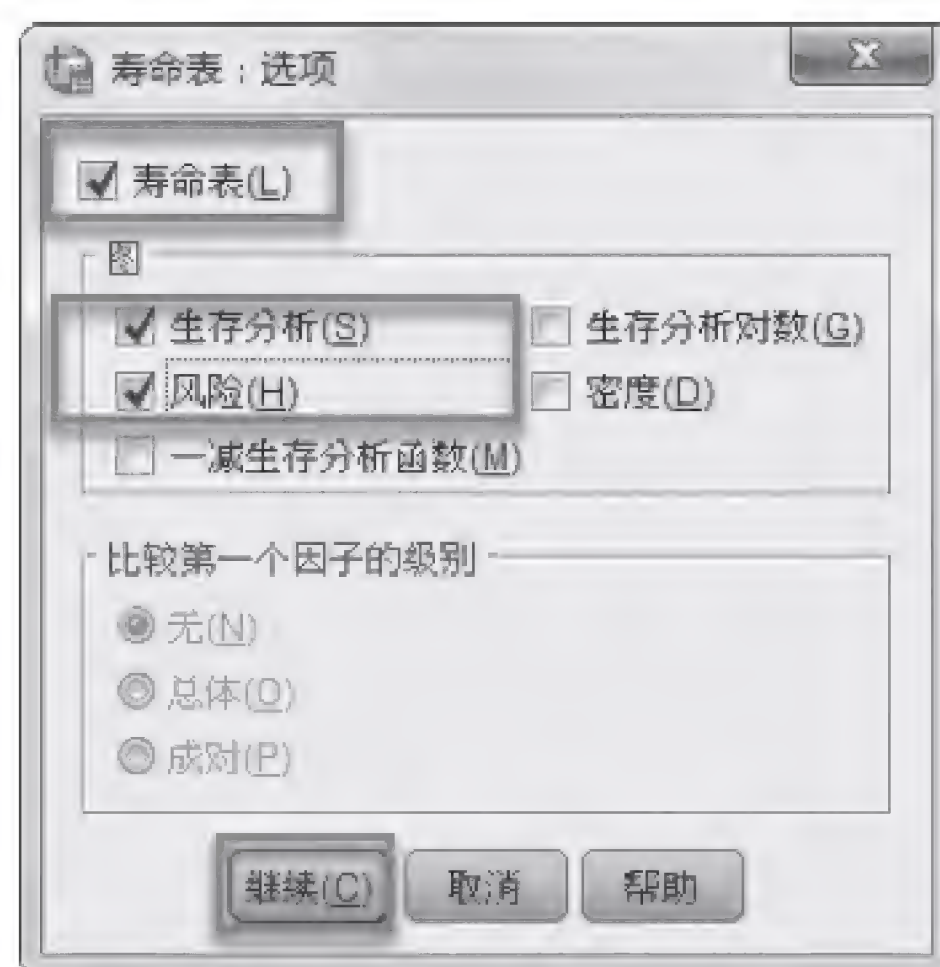 寿命表：选项
寿命表(L)
图
生存分析(S) 生存分析对数(G)
风险(H) 密度(D)
一减生存分析函数(M)
比较第一个因子的级别
无(N)
总体(O)
成对(P)
继续(C) 取消 帮助